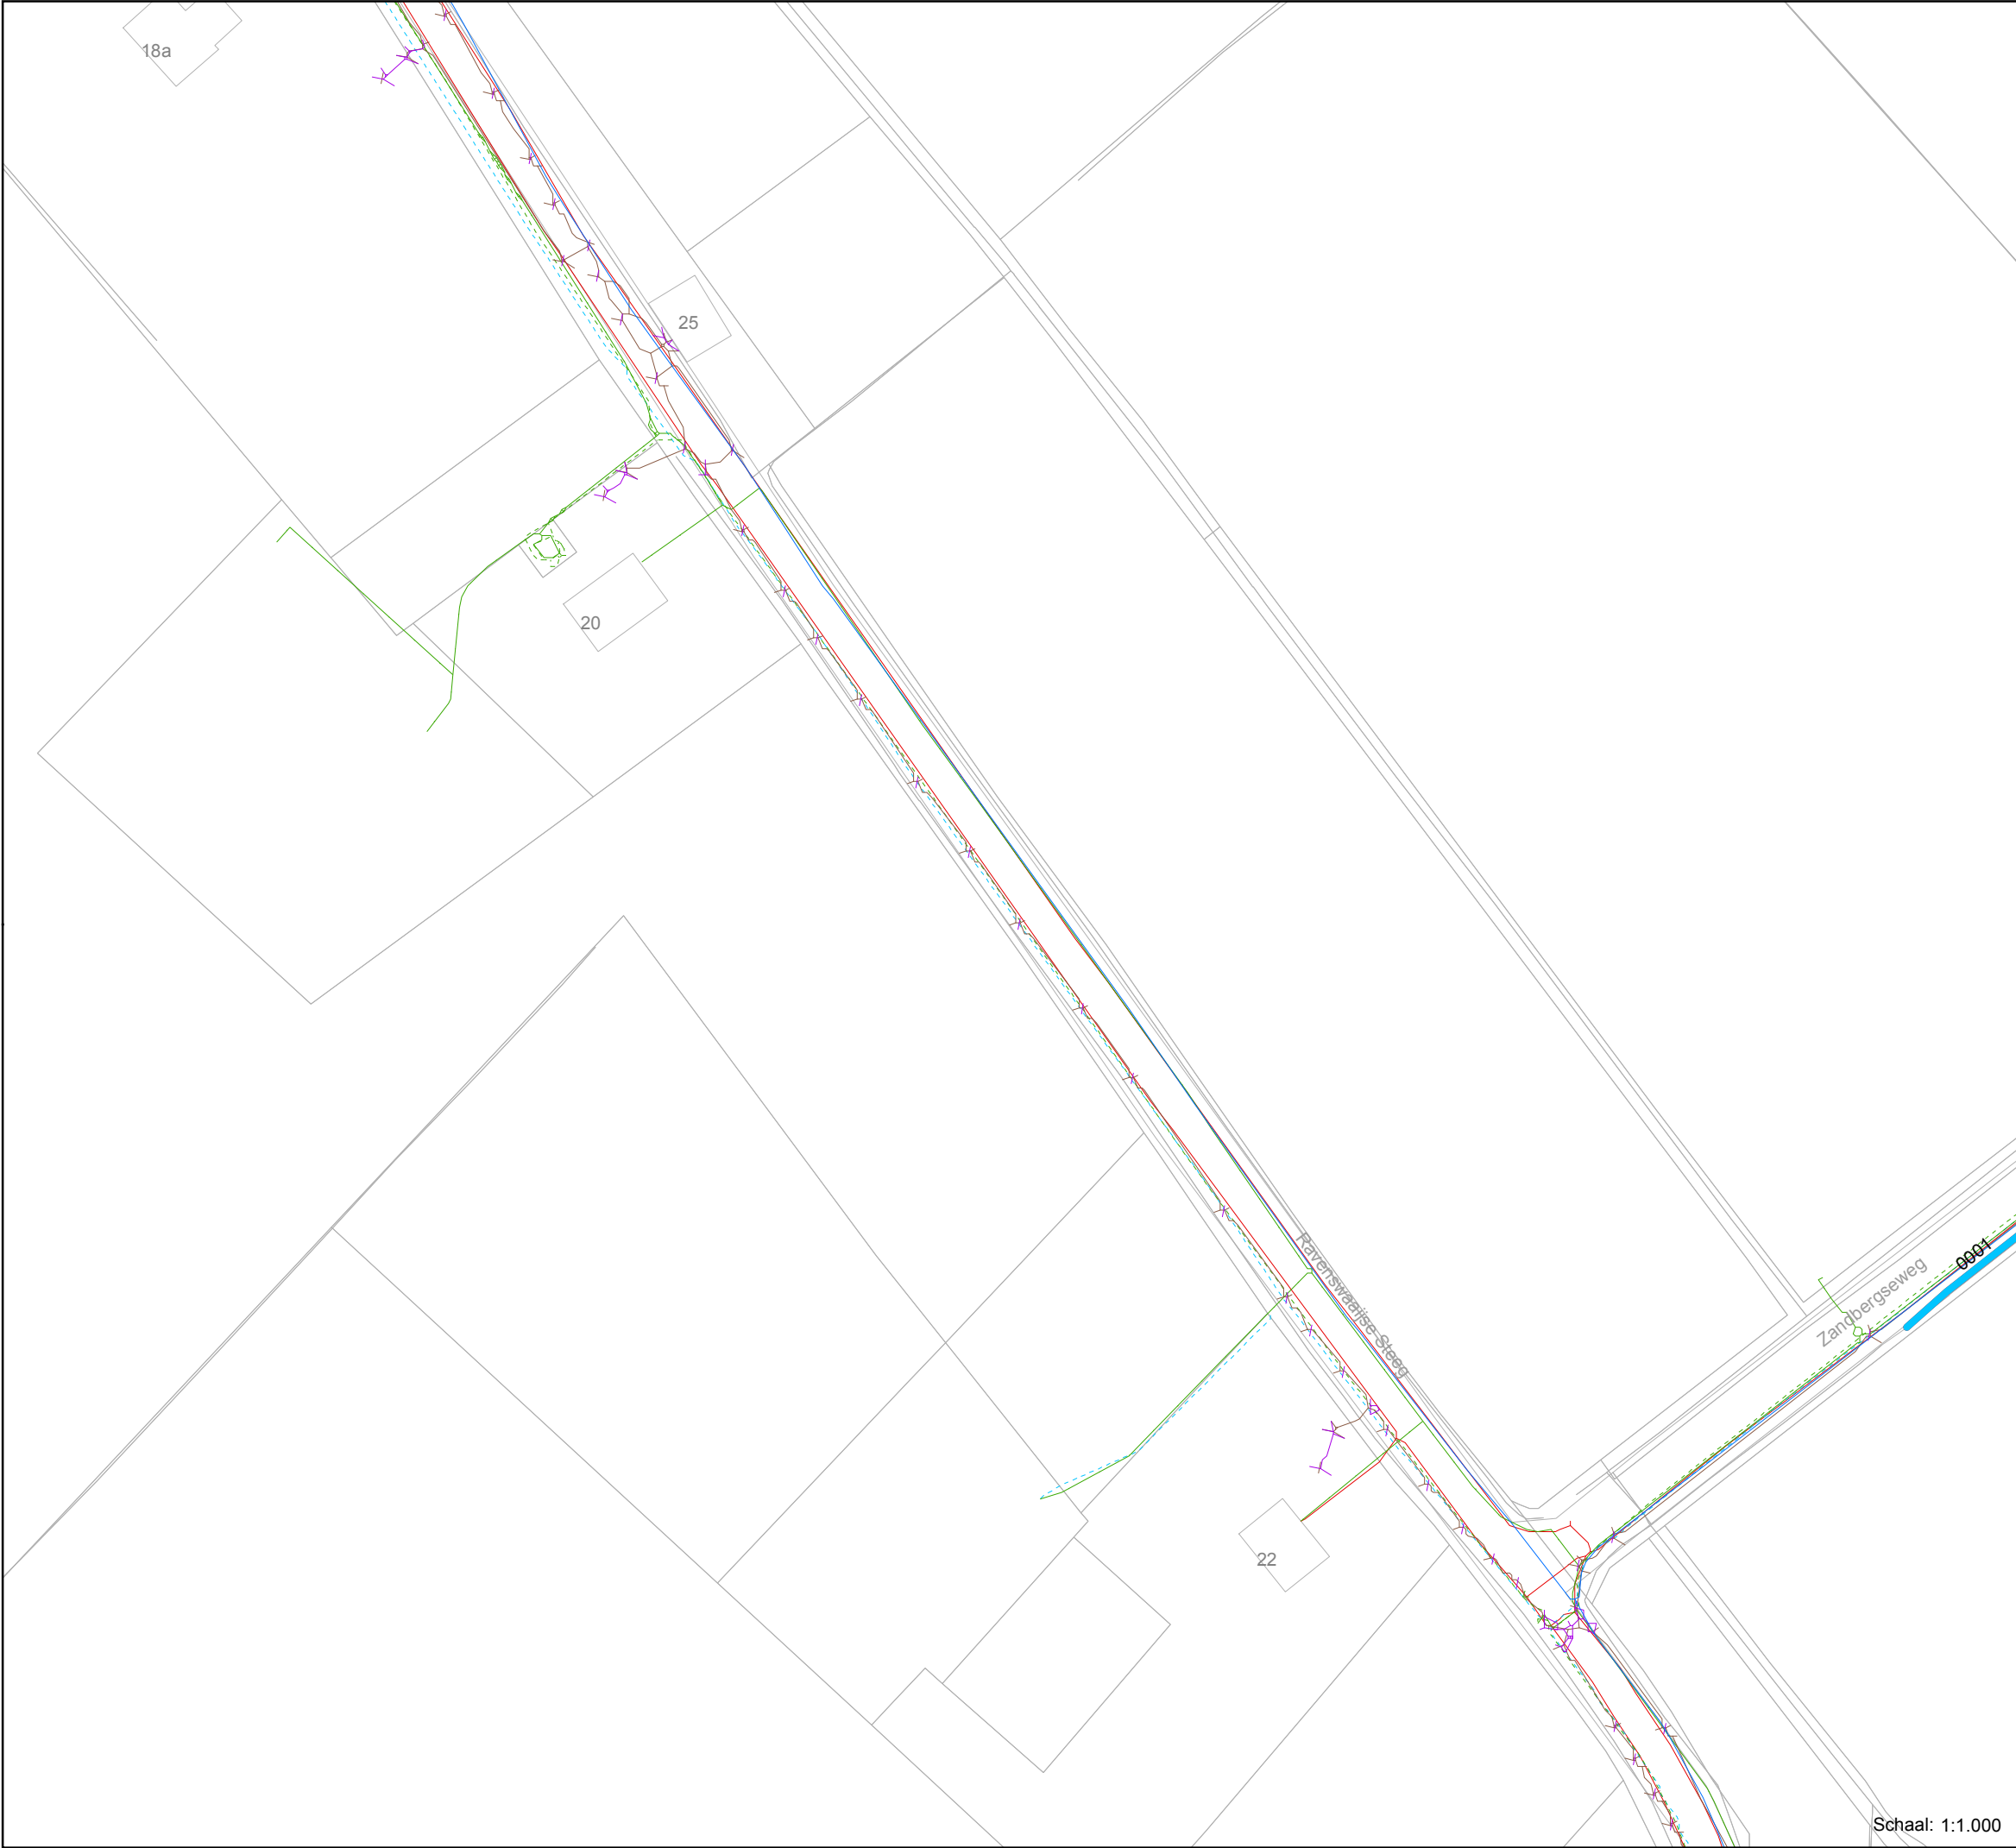 18a
25
20
Ravenswaaijse Steeg
0001
Zandbergseweg
22
Schaal: 1:1.000